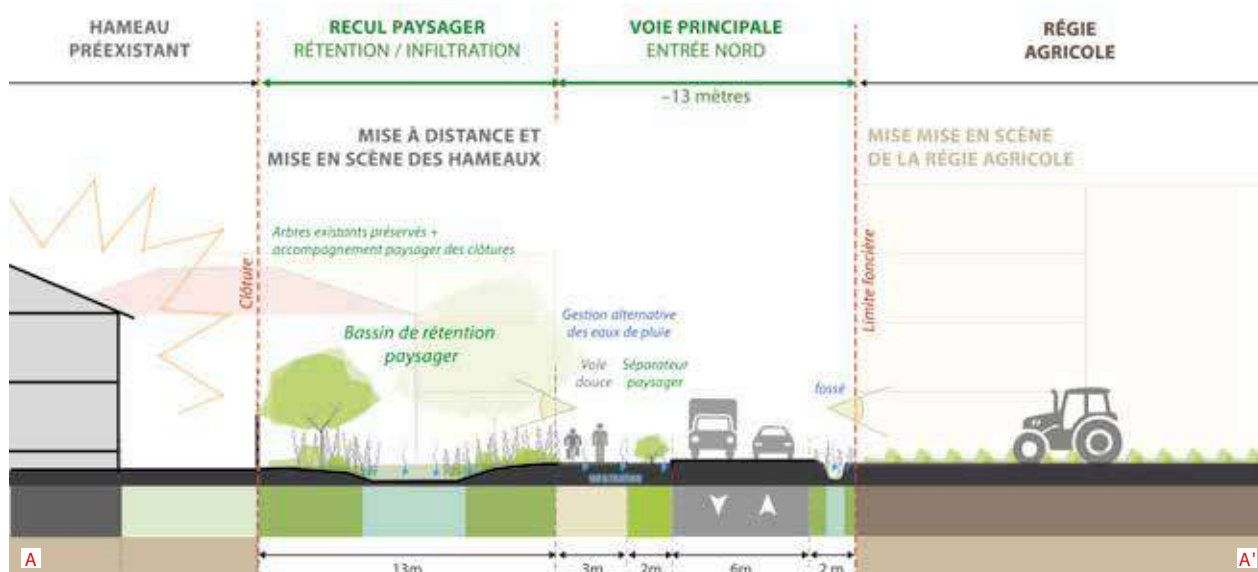 HAMEAU
PRÉEXISTANT
RECUL PAYSAGER
RÉTENTION / INFILTRATION
VOIE PRINCIPALE
ENTRÉE NORD
RÉGIE
AGRICOLE
~13 mètres
MISE À DISTANCE ET
MISE EN SCÈNE DES HAMEAUX
MISE MISE EN SCÈNE
DE LA RÉGIE AGRICOLE
Arbres existants préservés +
accompagnement paysager des clôtures
Clôture
Limite foncière
Bassin de rétention
paysager
Gestion alternative
des eaux de pluie
Voie
douce
Séparateur
paysager
fossé
A
13m
3m
2m
6m
2 m
A'